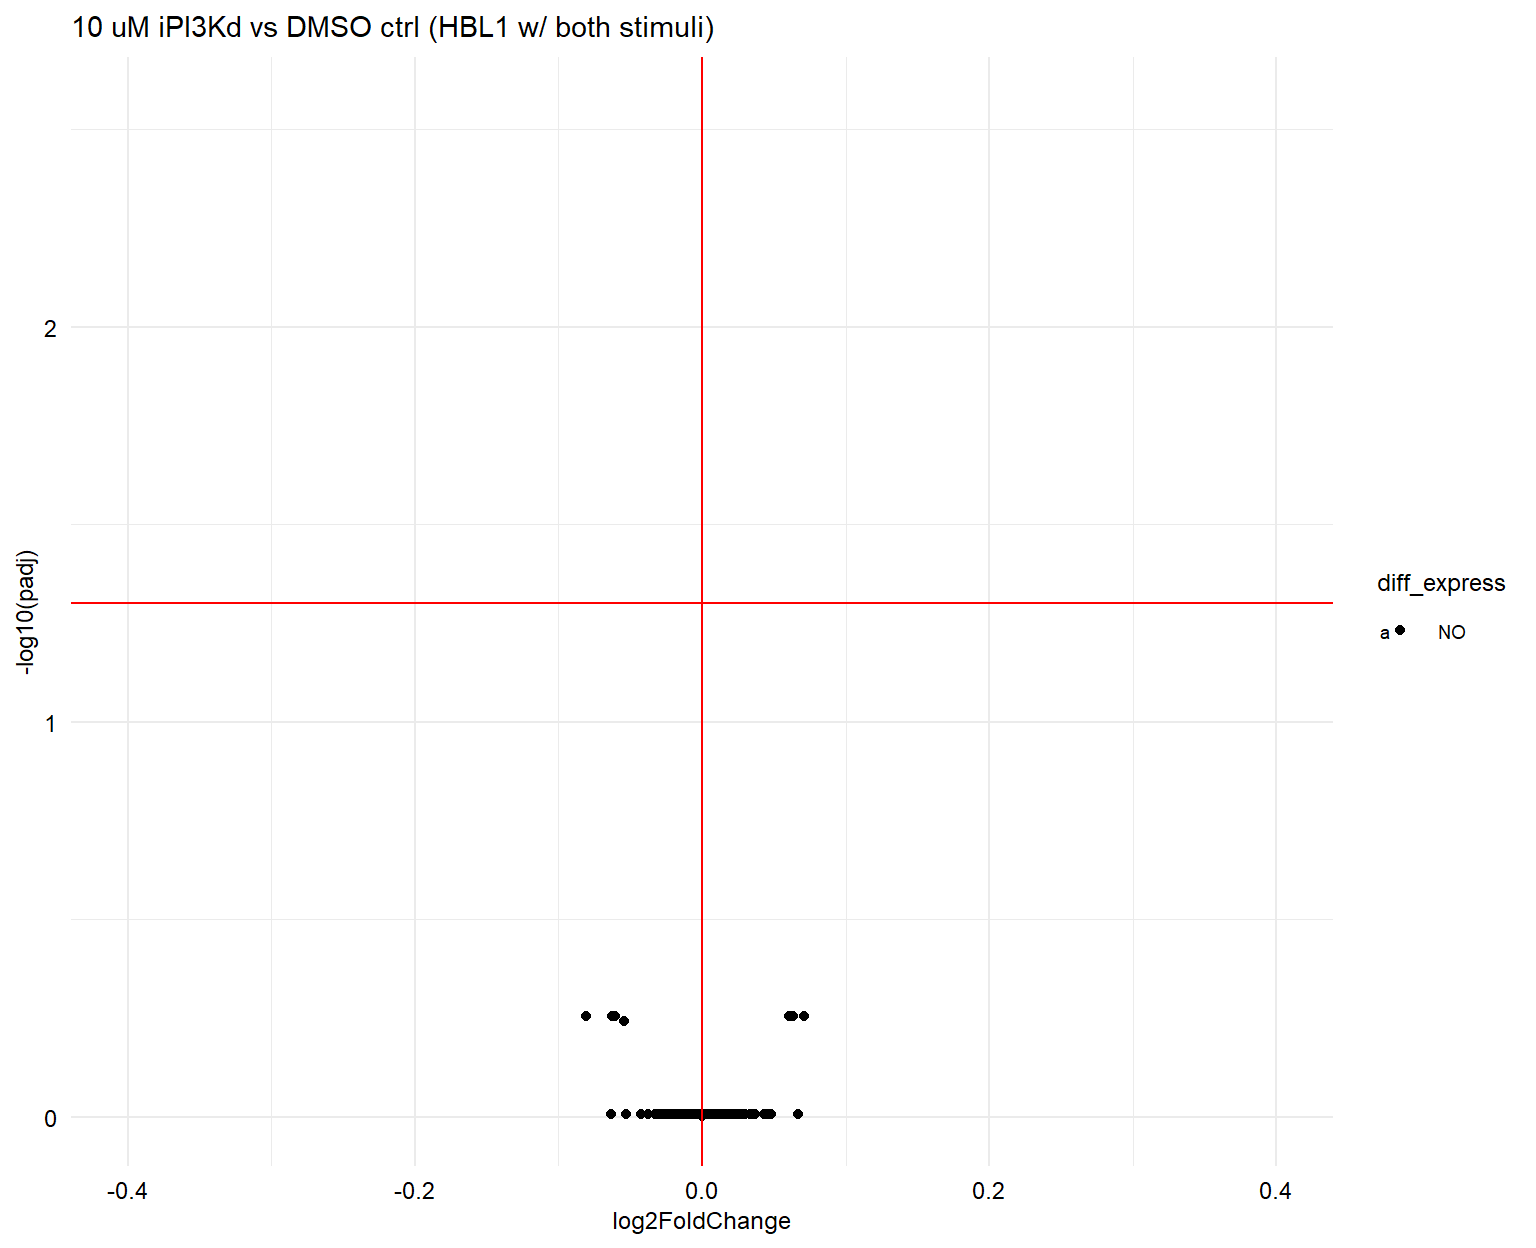 10 uM iPI3Kd vs DMSO ctrl (HBL1 w/ both stimuli)
-log10(padj)
2
1
0
-0.4
-0.2
0.0
0.2
0.4
log2FoldChange
diff_express
a NO